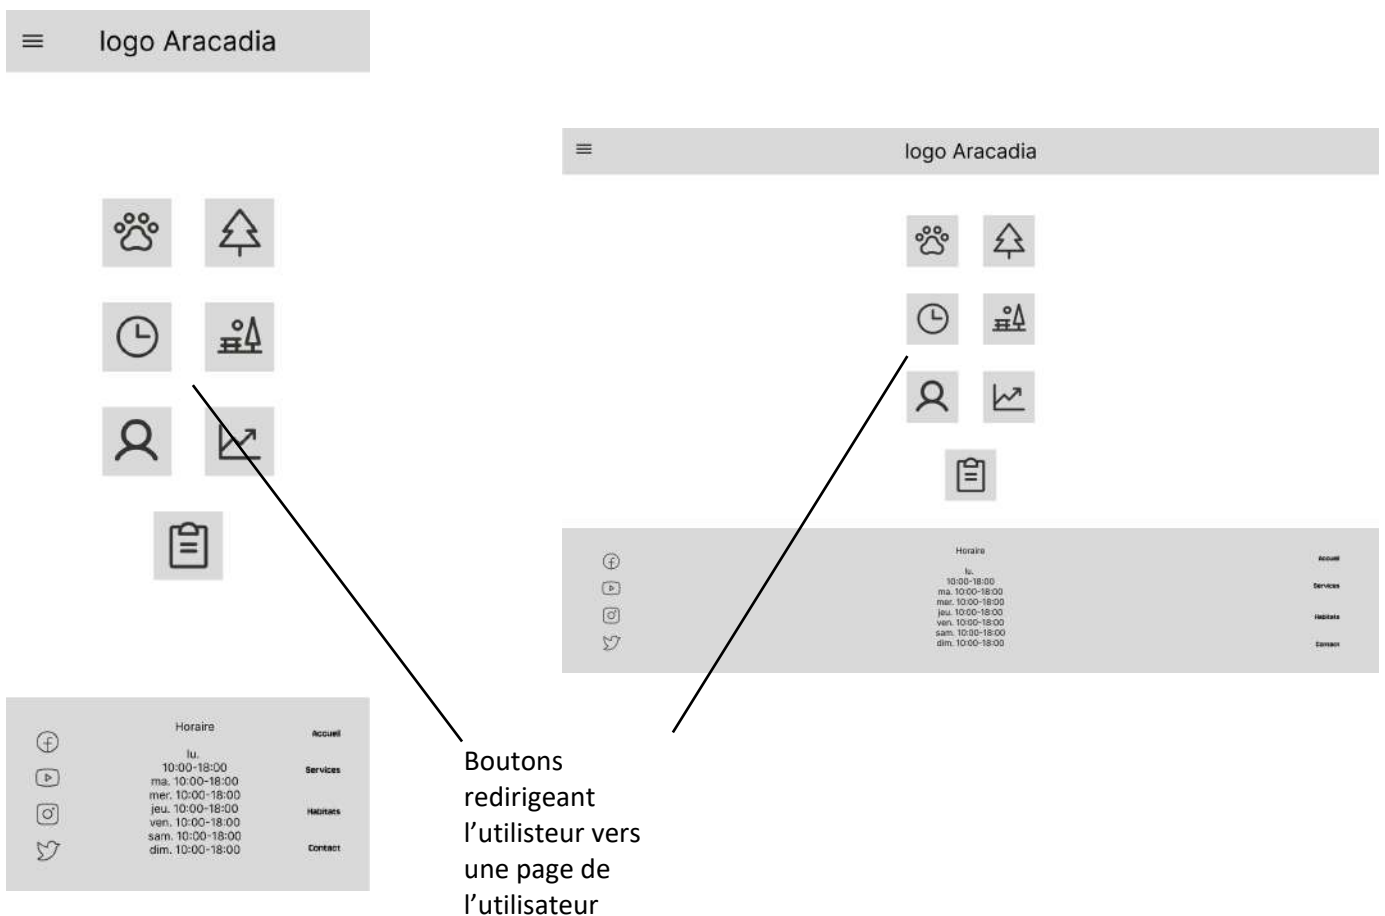 logo Aracadia
Horaire
lu.
10:00-18:00
ma. 10:00-18:00
mer. 10:00-18:00
jeu. 10:00-18:00
ven. 10:00-18:00
sam. 10:00-18:00
dim. 10:00-18:00
Accueil
Services
Habitats
Contact
logo Aracadia
Horaire
lu.
10:00-18:00
ma. 10:00-18:00
mer. 10:00-18:00
jeu. 10:00-18:00
ven. 10:00-18:00
sam. 10:00-18:00
dim. 10:00-18:00
Accueil
Services
Habitats
Contact
Boutons
redirigeant
l’utilisteur vers
une page de
l’utilisateur